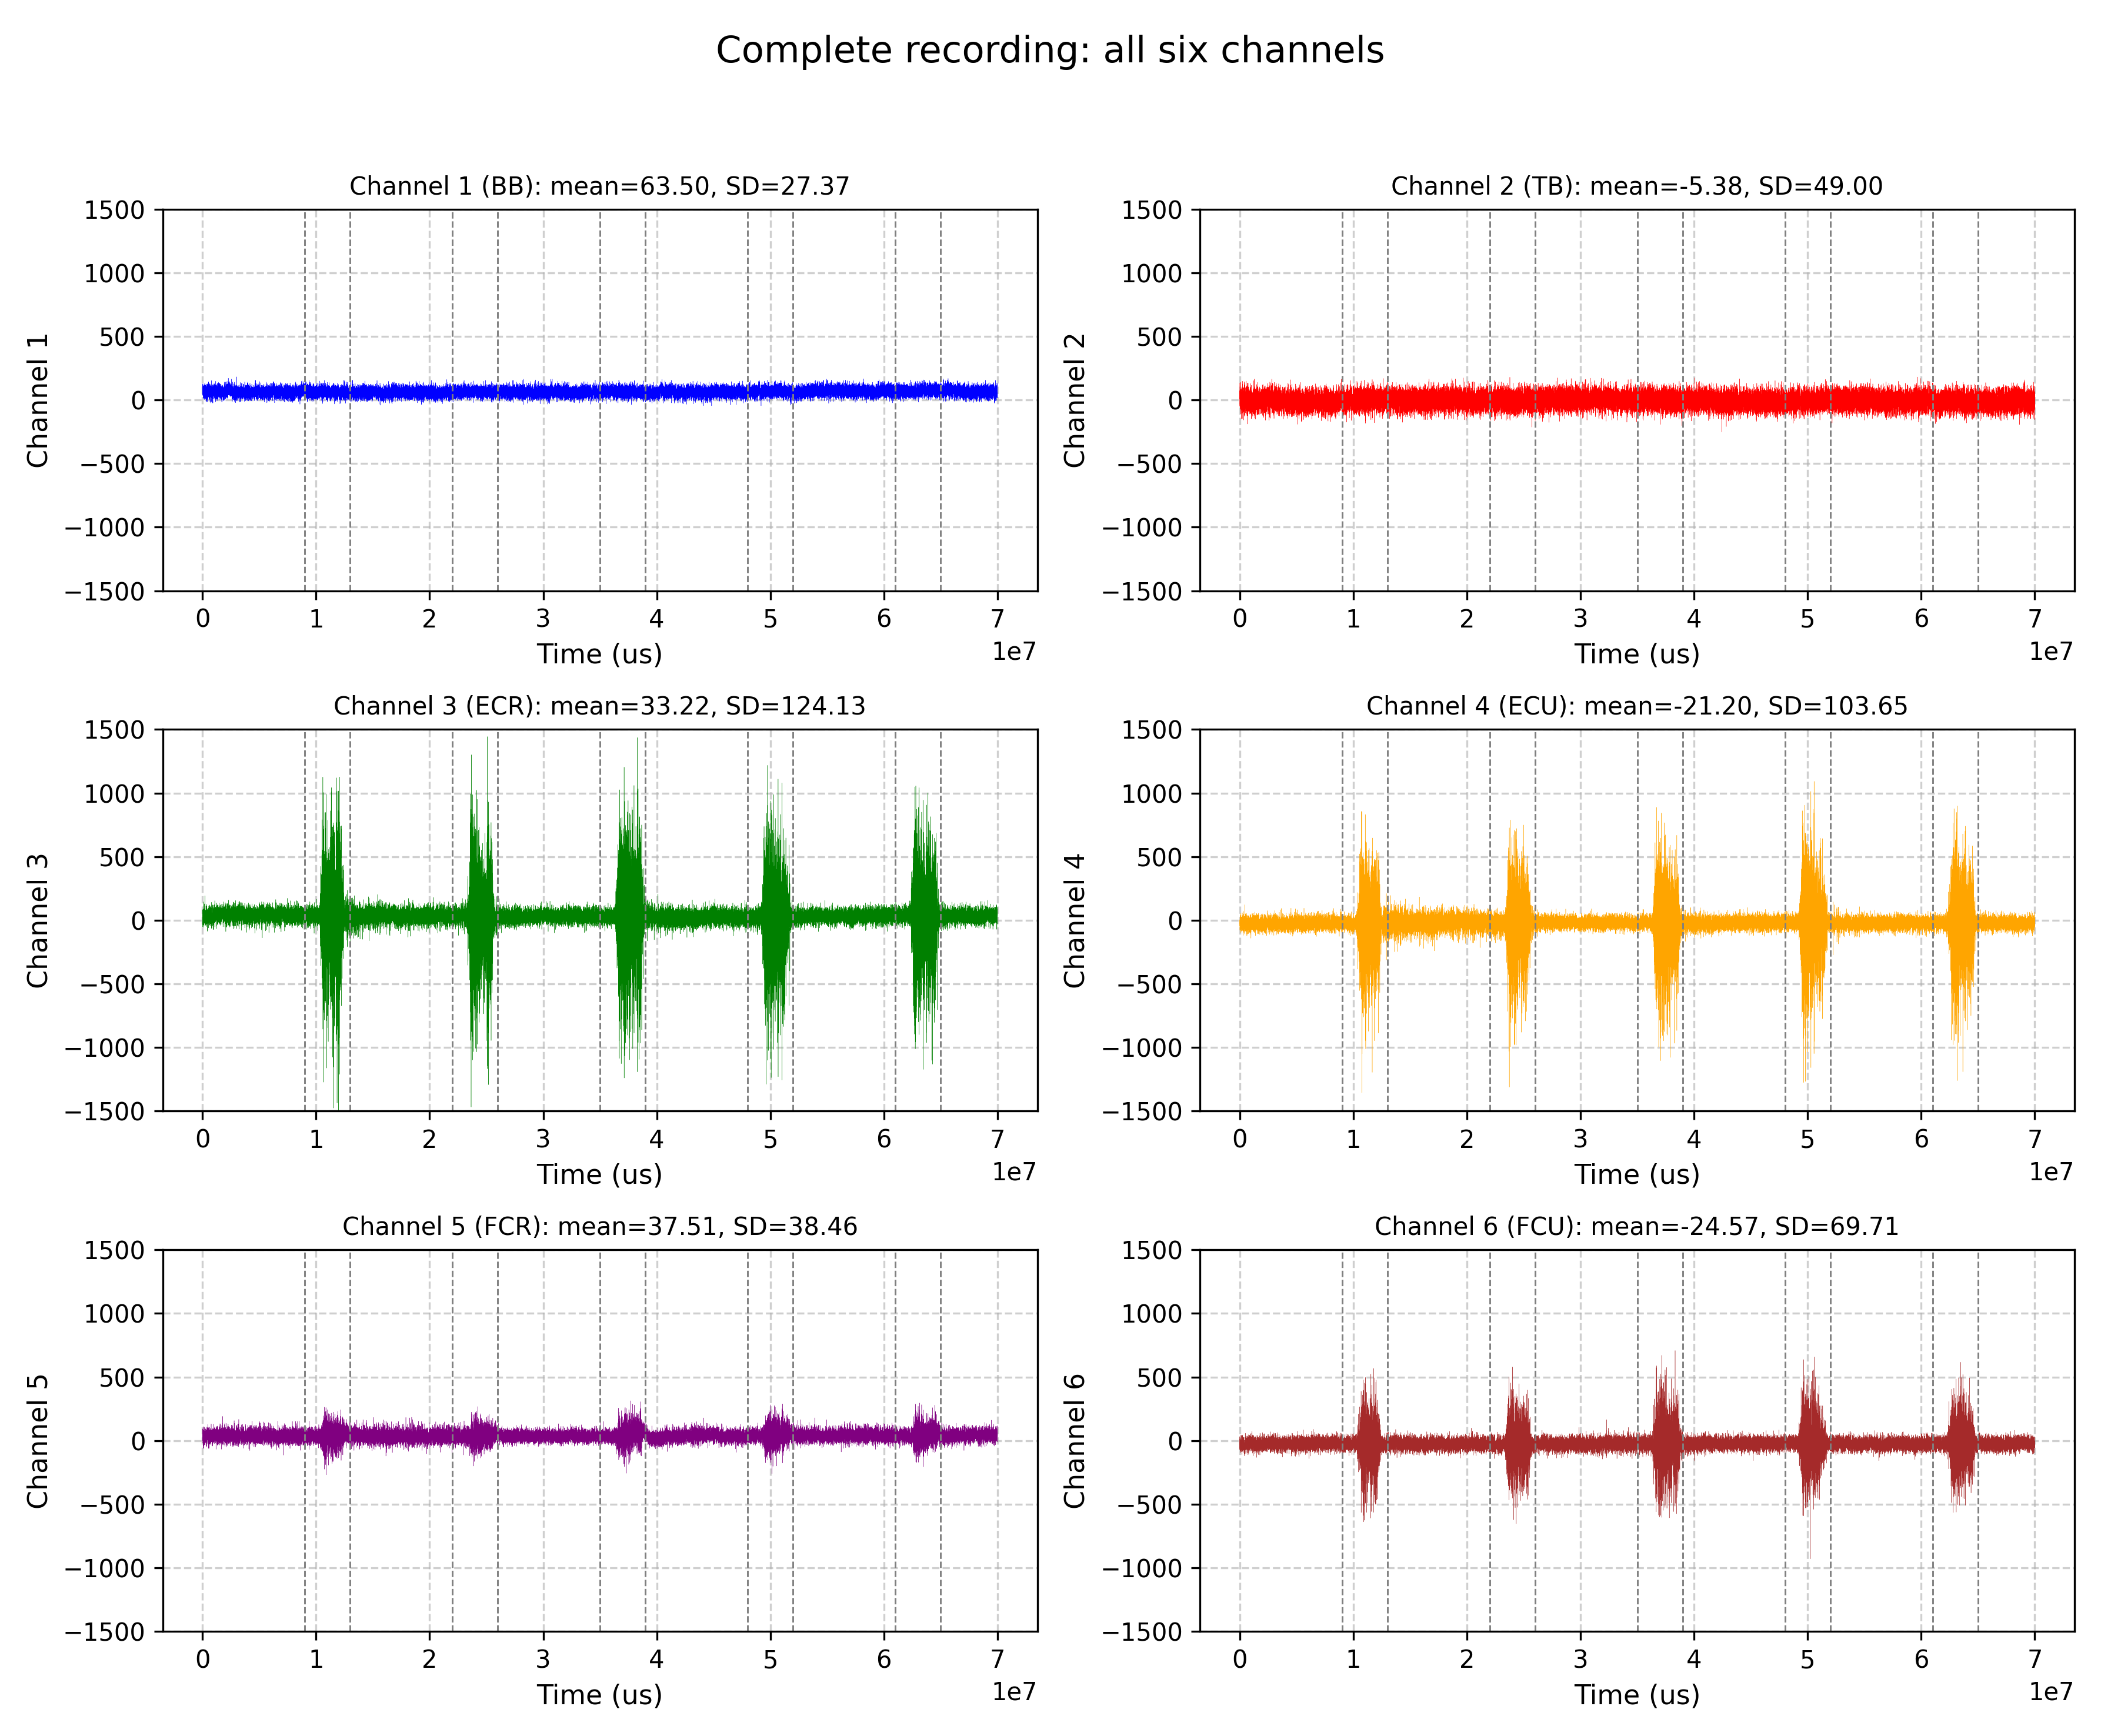 Complete recording: all six channels
Channel 1 (BB): mean=63.50, SD=27.37
1500
1000
500
0
−500
−1000
−1500
Channel 1
0 1 2 3 4 5 6 7
Time (us)
1e7
Channel 2 (TB): mean=-5.38, SD=49.00
1500
1000
500
0
−500
−1000
−1500
Channel 2
0 1 2 3 4 5 6 7
Time (us)
1e7
Channel 3 (ECR): mean=33.22, SD=124.13
1500
1000
500
0
−500
−1000
−1500
Channel 3
0 1 2 3 4 5 6 7
Time (us)
1e7
Channel 4 (ECU): mean=-21.20, SD=103.65
1500
1000
500
0
−500
−1000
−1500
Channel 4
0 1 2 3 4 5 6 7
Time (us)
1e7
Channel 5 (FCR): mean=37.51, SD=38.46
1500
1000
500
0
−500
−1000
−1500
Channel 5
0 1 2 3 4 5 6 7
Time (us)
1e7
Channel 6 (FCU): mean=-24.57, SD=69.71
1500
1000
500
0
−500
−1000
−1500
Channel 6
0 1 2 3 4 5 6 7
Time (us)
1e7